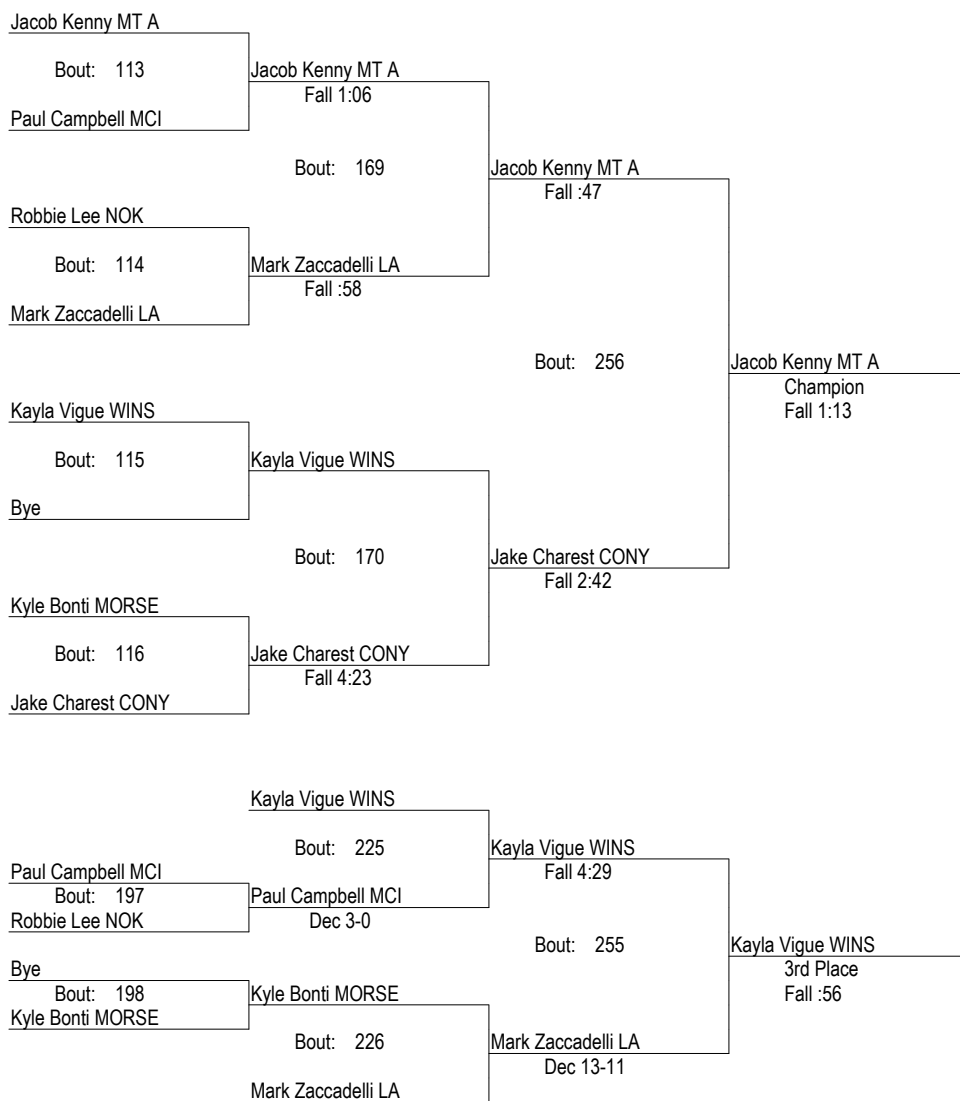 Jacob Kenny MT A
Bout: 113
Jacob Kenny MT A
Fall 1:06
Paul Campbell MCI
Bout: 169
Jacob Kenny MT A
Fall :47
Robbie Lee NOK
Bout: 114
Mark Zaccadelli LA
Fall :58
Mark Zaccadelli LA
Bout: 256
Jacob Kenny MT A
Champion
Fall 1:13
Kayla Vigue WINS
Bout: 115
Kayla Vigue WINS
Bye
Bout: 170
Jake Charest CONY
Fall 2:42
Kyle Bonti MORSE
Bout: 116
Jake Charest CONY
Fall 4:23
Jake Charest CONY
Kayla Vigue WINS
Bout: 225
Kayla Vigue WINS
Fall 4:29
Paul Campbell MCI
Bout: 197
Paul Campbell MCI
Dec 3-0
Robbie Lee NOK
Bout: 255
Kayla Vigue WINS
3rd Place
Fall :56
Bye
Bout: 198
Kyle Bonti MORSE
Kyle Bonti MORSE
Bout: 226
Mark Zaccadelli LA
Dec 13-11
Mark Zaccadelli LA